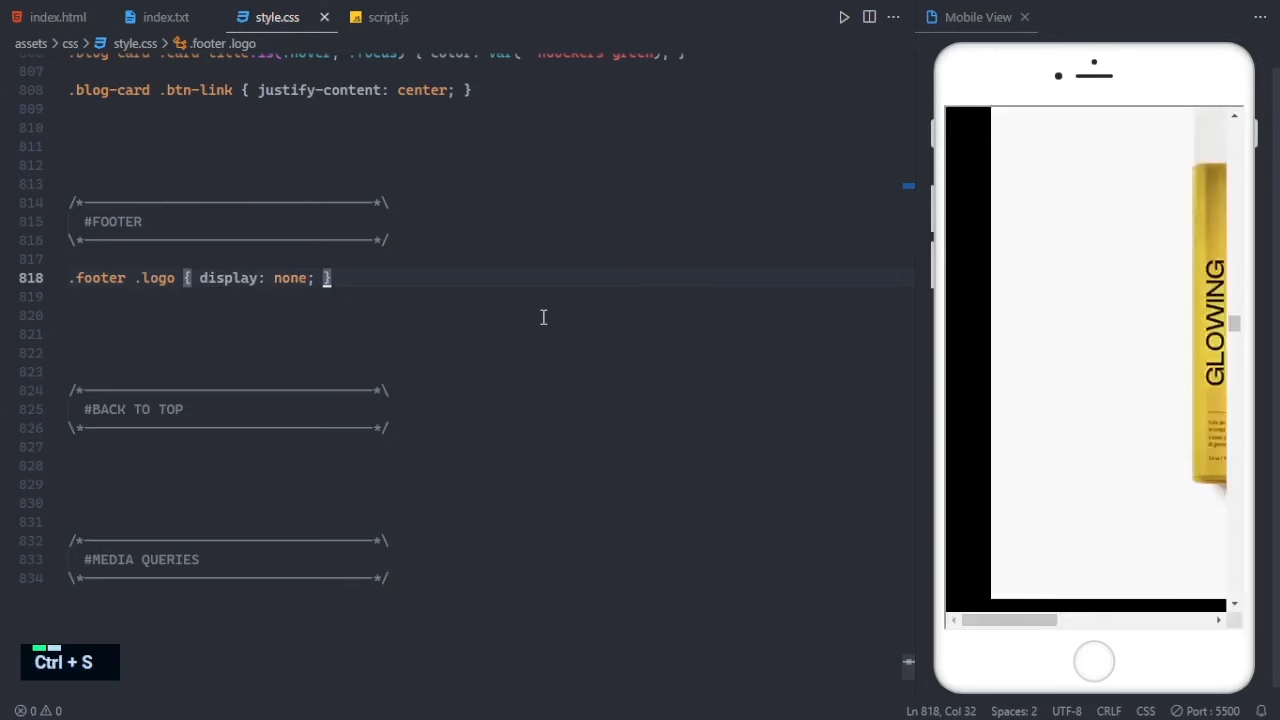 index.html
index.txt
style.css
script.js
Mobile View
assets > css > style.css > .footer .logo
807
808 .blog-card .btn-link { justify-content: center; }
809
810
811
812
813
814 /*-----------------------------------*\
815 #FOOTER
816 \*-----------------------------------*/
817
818 .footer .logo { display: none; }
819
820
821
822
823
824 /*-----------------------------------*\
825 #BACK TO TOP
826 \*-----------------------------------*/
827
828
829
830
831
832 /*-----------------------------------*\
833 #MEDIA QUERIES
834 \*-----------------------------------*/
GLOWING
Ctrl + S
0 0
Ln 818, Col 32 Spaces: 2 UTF-8 CRLF CSS Port : 5500